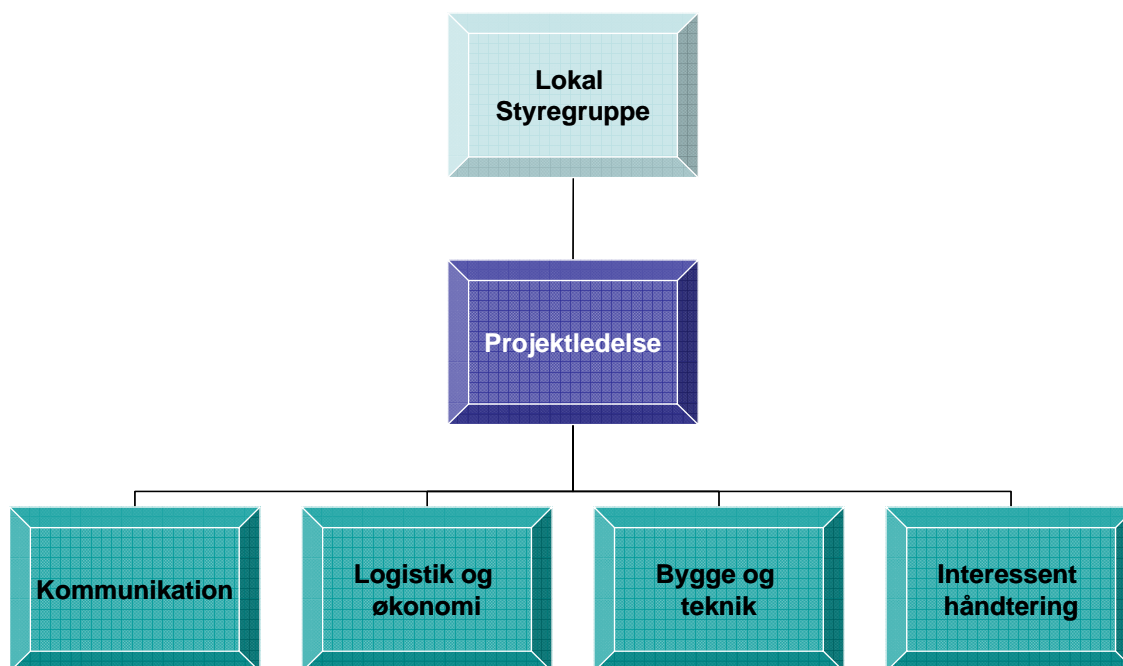 Lokal
Styregruppe
Projektledelse
Kommunikation
Logistik og
økonomi
Bygge og
teknik
Interessent
håndtering